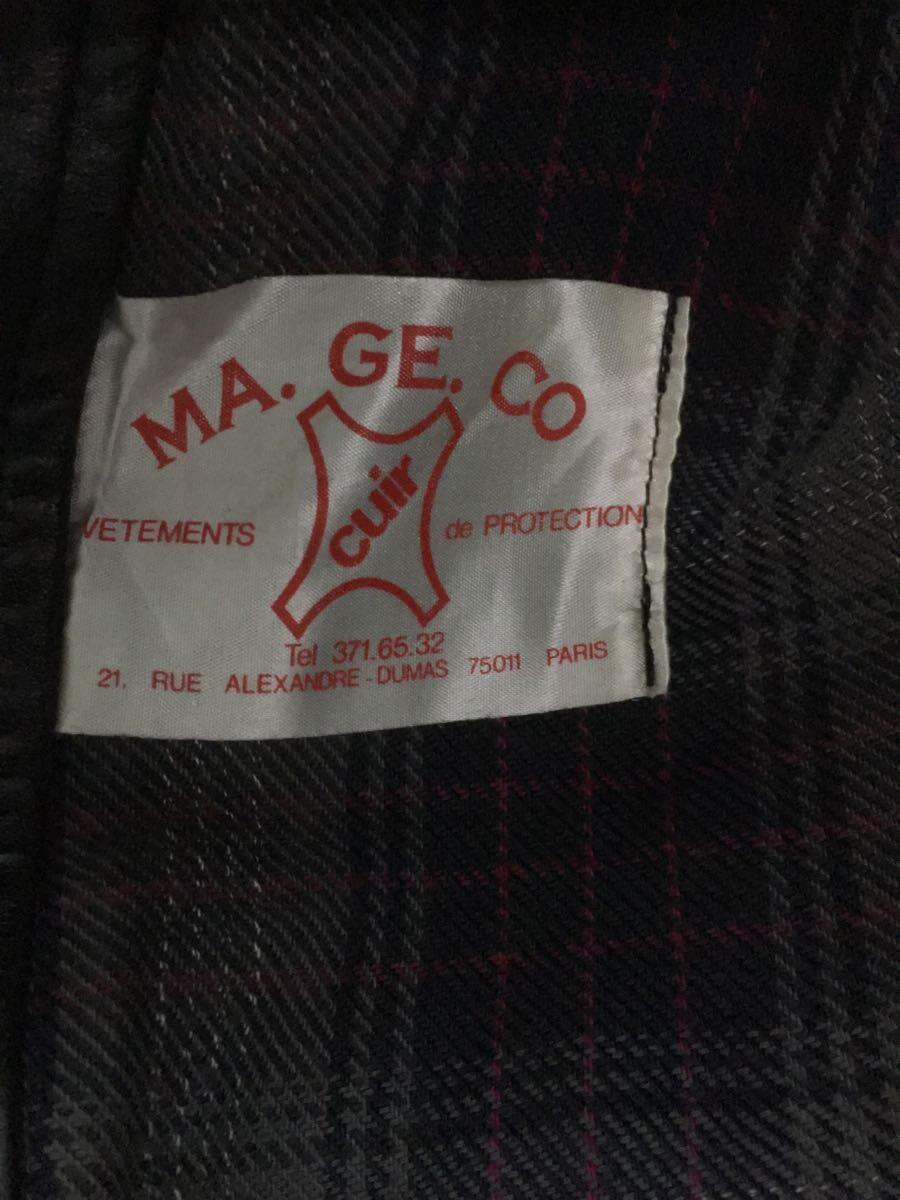 MA. GE. CO
cuir
VETEMENTS de PROTECTION
Tel 371.65.32
21, RUE ALEXANDRE-DUMAS 75011 PARIS